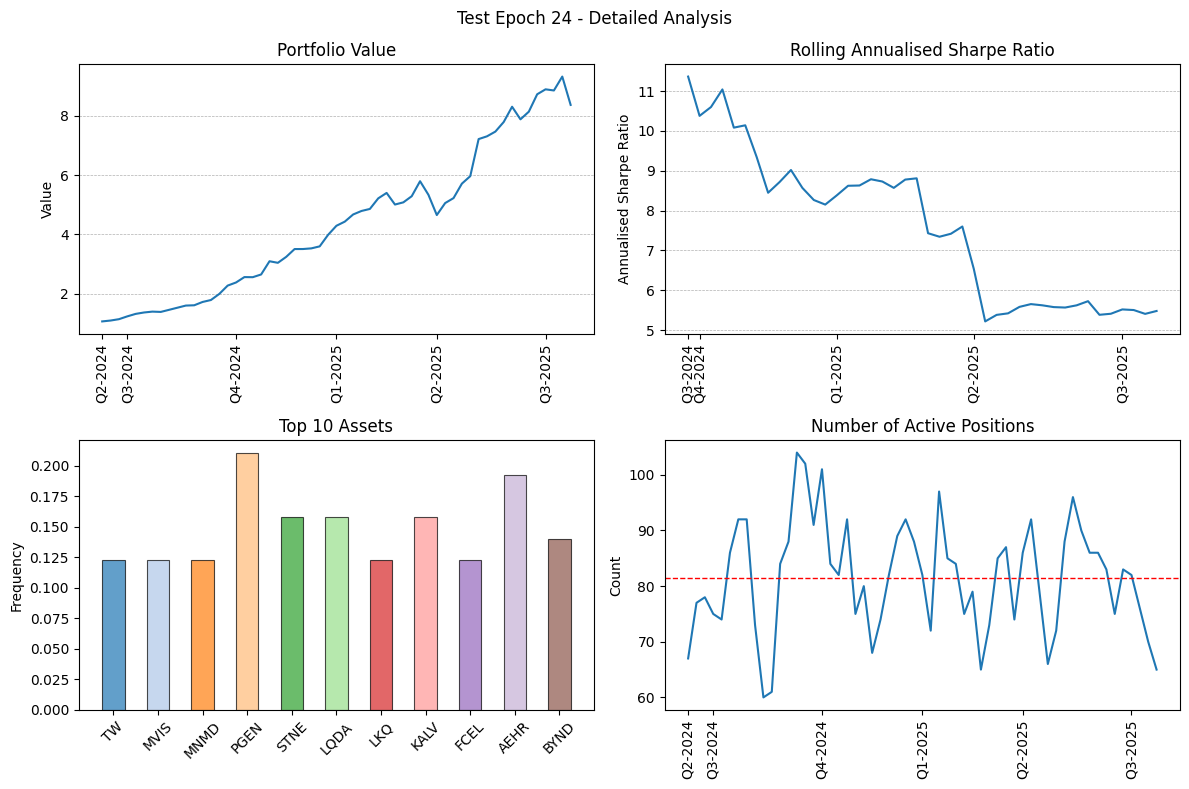 Test Epoch 24 - Detailed Analysis
Portfolio Value
Value
8
6
4
2
Q2-2024
Q3-2024
Q4-2024
Q1-2025
Q2-2025
Q3-2025
Rolling Annualised Sharpe Ratio
Annualised Sharpe Ratio
11
10
9
8
7
6
5
Q3-2024
Q4-2024
Q1-2025
Q2-2025
Q3-2025
Top 10 Assets
Frequency
0.200
0.175
0.150
0.125
0.100
0.075
0.050
0.025
0.000
TW
MVIS
MNMD
PGEN
STNE
LQDA
LKQ
KALV
FCEL
AEHR
BYND
Number of Active Positions
Count
100
90
80
70
60
Q2-2024
Q3-2024
Q4-2024
Q1-2025
Q2-2025
Q3-2025